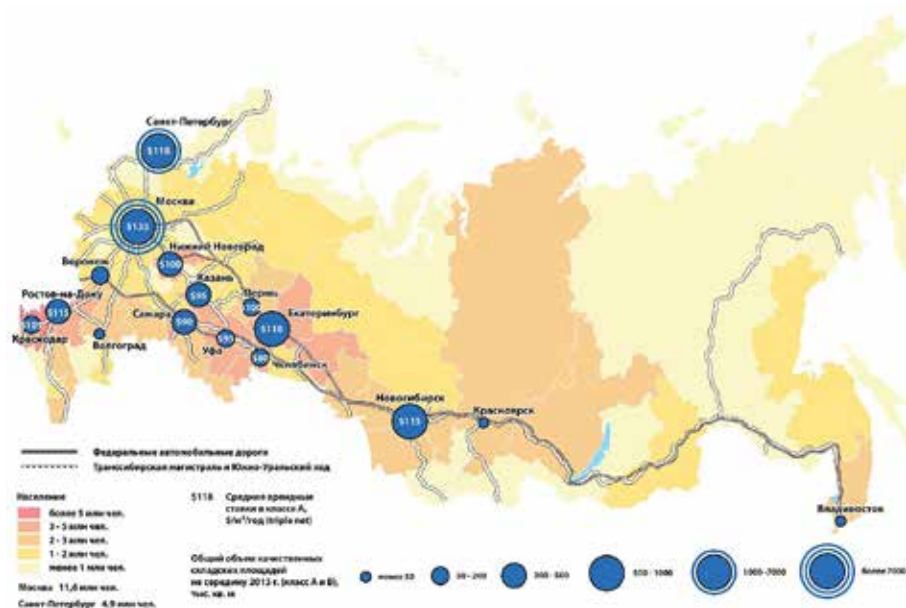 Санкт-Петербург
$118
Москва
$135
Нижний Новгород
$100
Воронеж
Казань
$95
Ростов-на-Дону
$115
Пермь
$100
Самара
$90
Екатеринбург
Краснодар
Волгоград
Уфа
$95
$80
Челябинск
Новосибирск
$115
Красноярск
Владивосток
Федеральные автомобильные дороги
Транссибирская магистраль и Южно-Уральский ход
Население
более 5 млн чел.
3 - 5 млн чел.
2 - 3 млн чел.
1 - 2 млн чел.
менее 1 млн чел.
Москва 11,6 млн чел.
Санкт-Петербург 4,9 млн чел.
$118 Средние арендные
ставки в классе А,
$/м²/год (triple net)
Общий объем качественных
складских площадей
на середину 2013 г. (класс А и В),
тыс. кв. м
менее 50
50 - 200
500 - 1000
1000 - 7000
более 7000